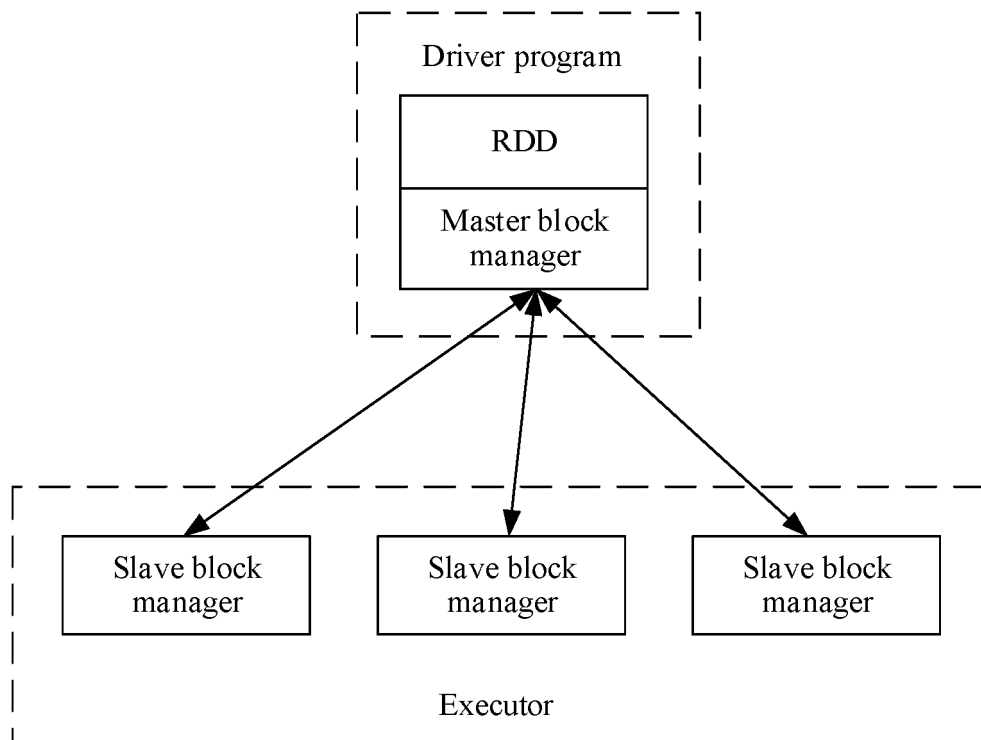 Driver program
RDD
Master block
manager
Slave block
manager
Slave block
manager
Slave block
manager
Executor